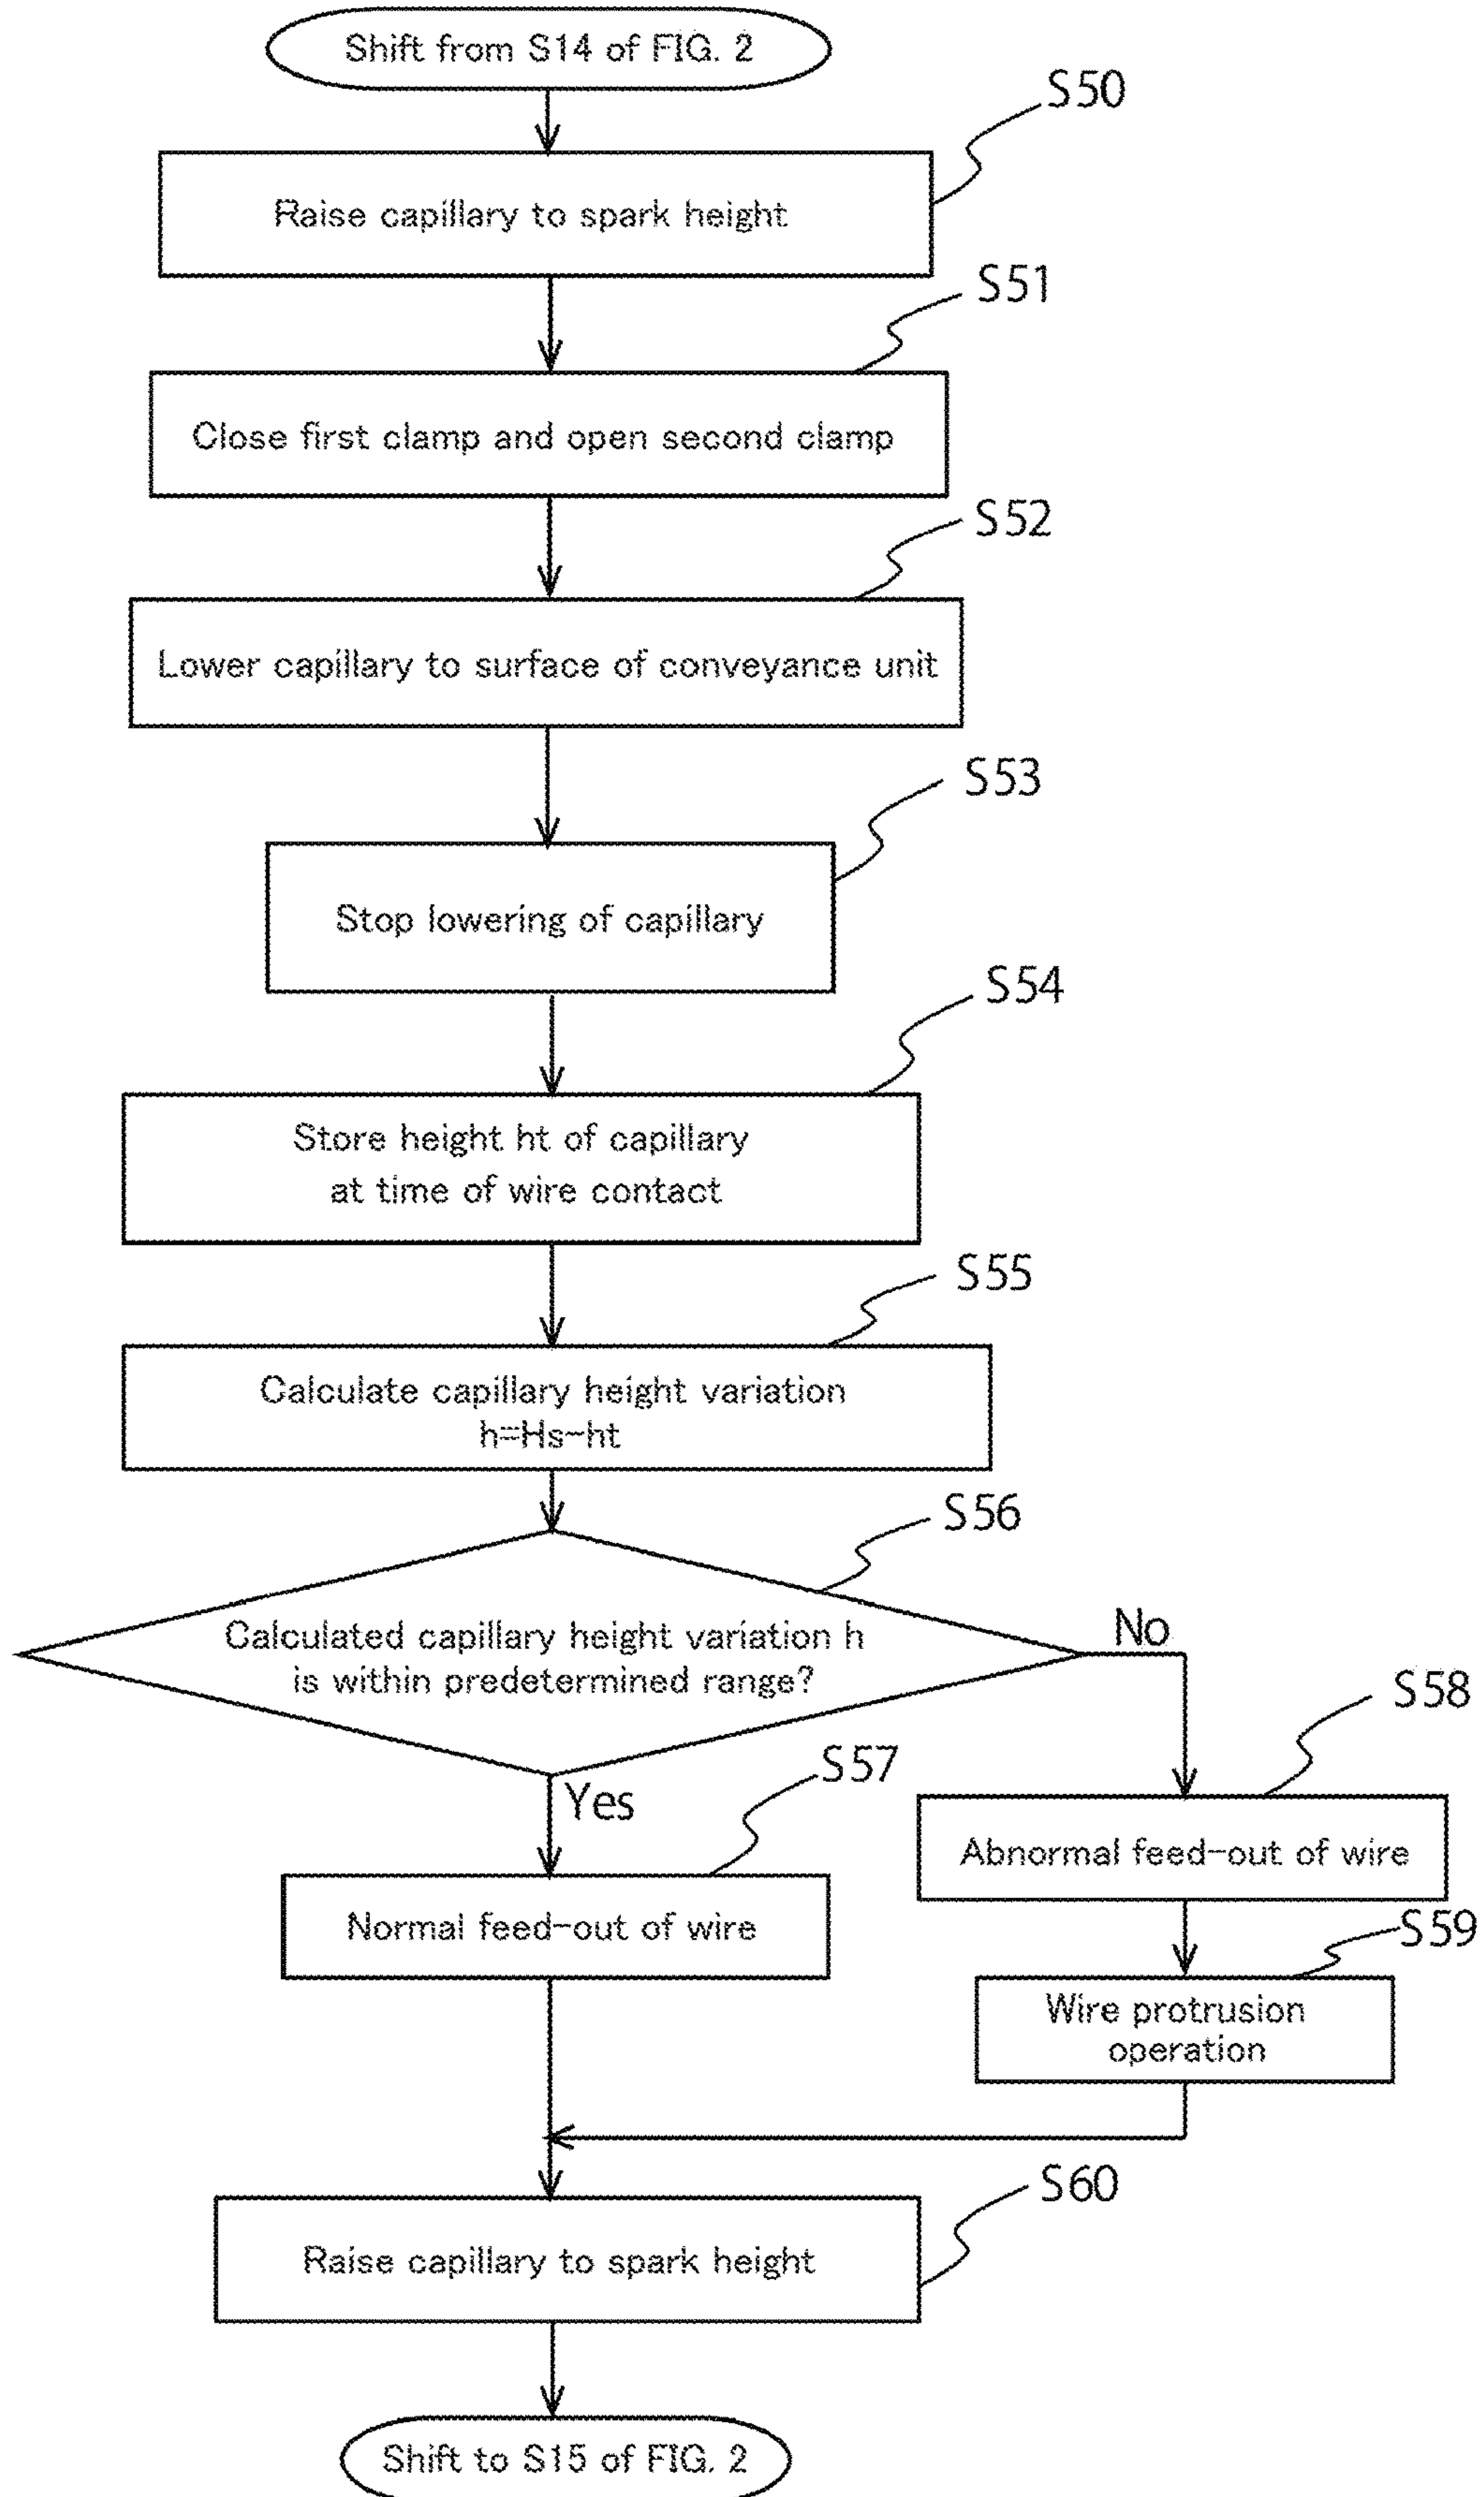 Shift from S14 of FIG. 2
S50
Raise capillary to spark height
S51
Close first clamp and open second clamp
S52
Lower capillary to surface of conveyance unit
S53
Stop lowering of capillary
S54
Store height ht of capillary
at time of wire contact
S55
Calculate capillary height variation
h=Hs-ht
S56
Calculated capillary height variation h
is within predetermined range?
No
Yes
S57
S58
Normal feed-out of wire
Abnormal feed-out of wire
S59
Wire protrusion
operation
S60
Raise capillary to spark height
Shift to S15 of FIG. 2